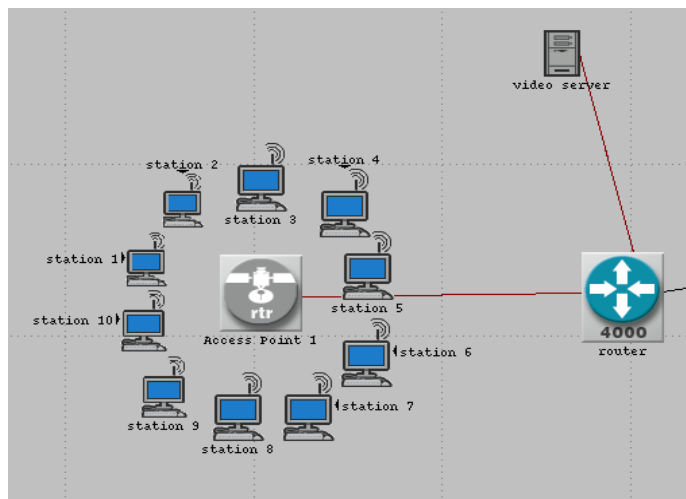 video server
station 2
station 4
station 3
station 1
rtr
station 5
station 10
Access Point 1
4000
router
station 6
station 9
station 7
station 8